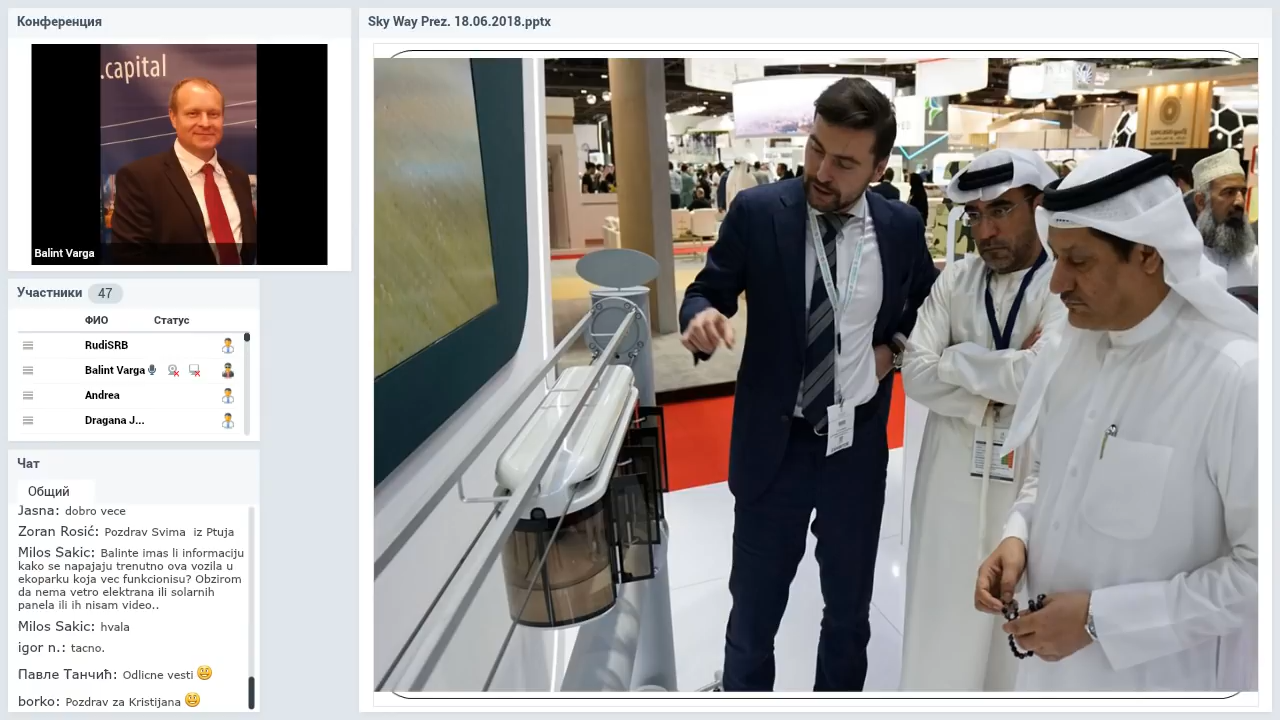 Конференция
.capital
Balint Varga
Участники 47
ФИО Статус
RudiSRB
Balint Varga
Andrea
Dragana J...
Чат
Общий
Jasna: dobro vece
Zoran Rosić: Pozdrav Svima iz Ptuja
Milos Sakic: Balinte imas li informaciju
kako se napajaju trenutno ova vozila u
ekoparku koja vec funkcionisu? Obzirom
da nema vetro elektrana ili solarnih
panela ili ih nisam video..
Milos Sakic: hvala
igor n.: tacno.
Павле Танчић: Odlicne vesti
borko: Pozdrav za Kristijana
Sky Way Prez. 18.06.2018.pptx